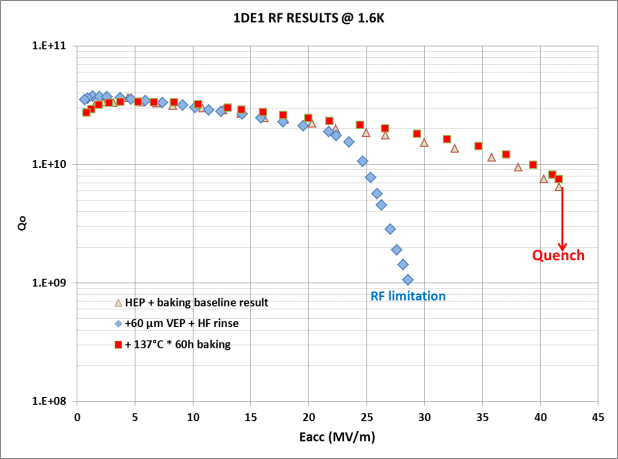 1DE1 RF RESULTS @ 1.6K
1.E+11
1.E+10
1.E+09
1.E+08
Qo
Quench
RF limitation
HEP + baking baseline result
+60 µm VEP + HF rinse
+ 137°C * 60h baking
0 5 10 15 20 25 30 35 40 45
Eacc (MV/m)